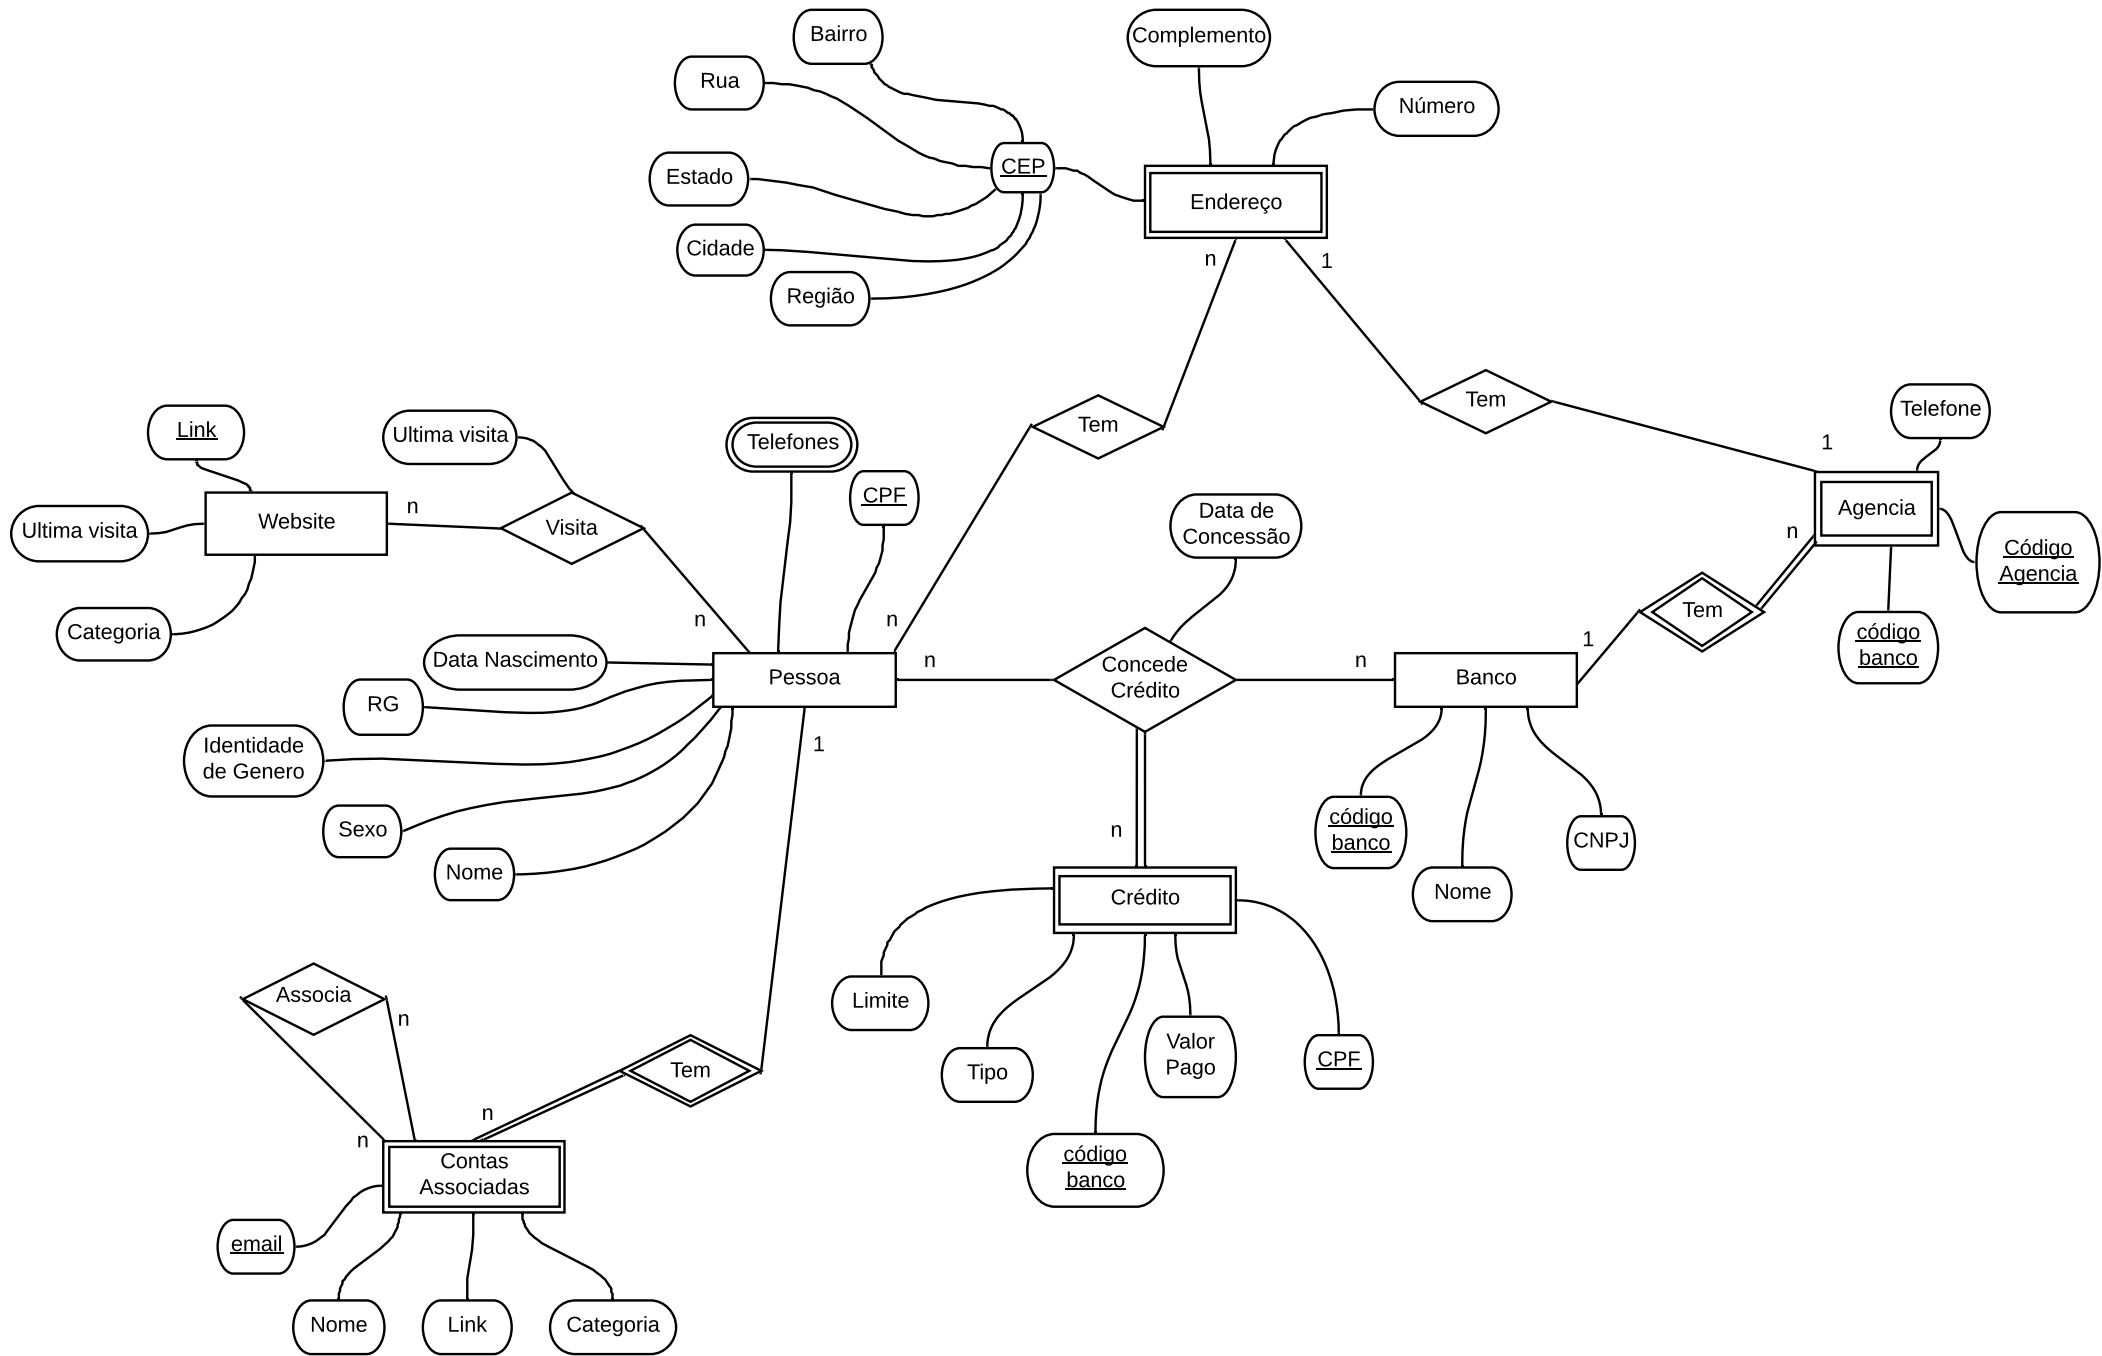 Bairro
Complemento
Rua
Número
CEP
Estado
Endereço
Cidade
Região
n
1
Link
Ultima visita
Telefones
Tem
Tem
Telefone
1
CPF
Website
n
Visita
Ultima visita
Data de
Concessão
Agencia
n
Código
Agencia
Categoria
n
n
Tem
código
banco
Data Nascimento
Pessoa
n
Concede
Crédito
n
Banco
1
RG
Identidade
de Genero
1
Sexo
n
código
banco
CNPJ
Nome
Nome
Crédito
Associa
n
Limite
Valor
Pago
Tem
Tipo
CPF
n
n
Contas
Associadas
código
banco
email
Nome
Link
Categoria